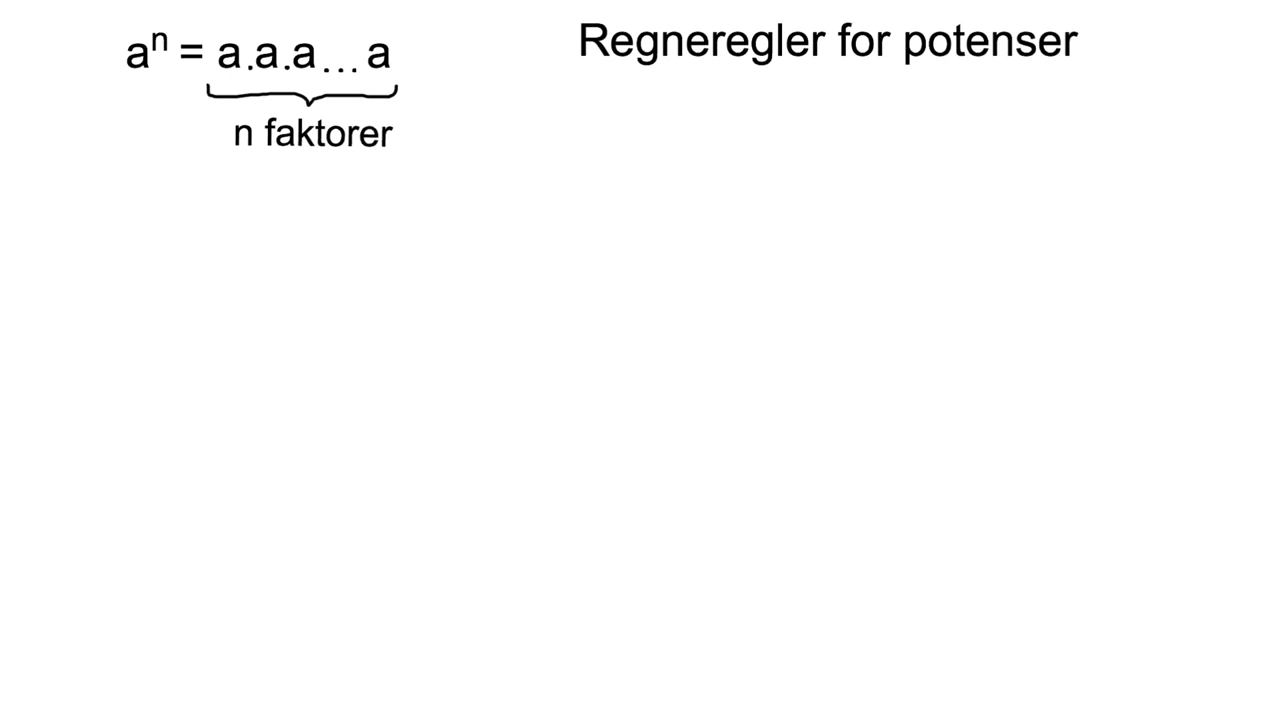 aⁿ = a.a.a...a
n faktorer
Regneregler for potenser